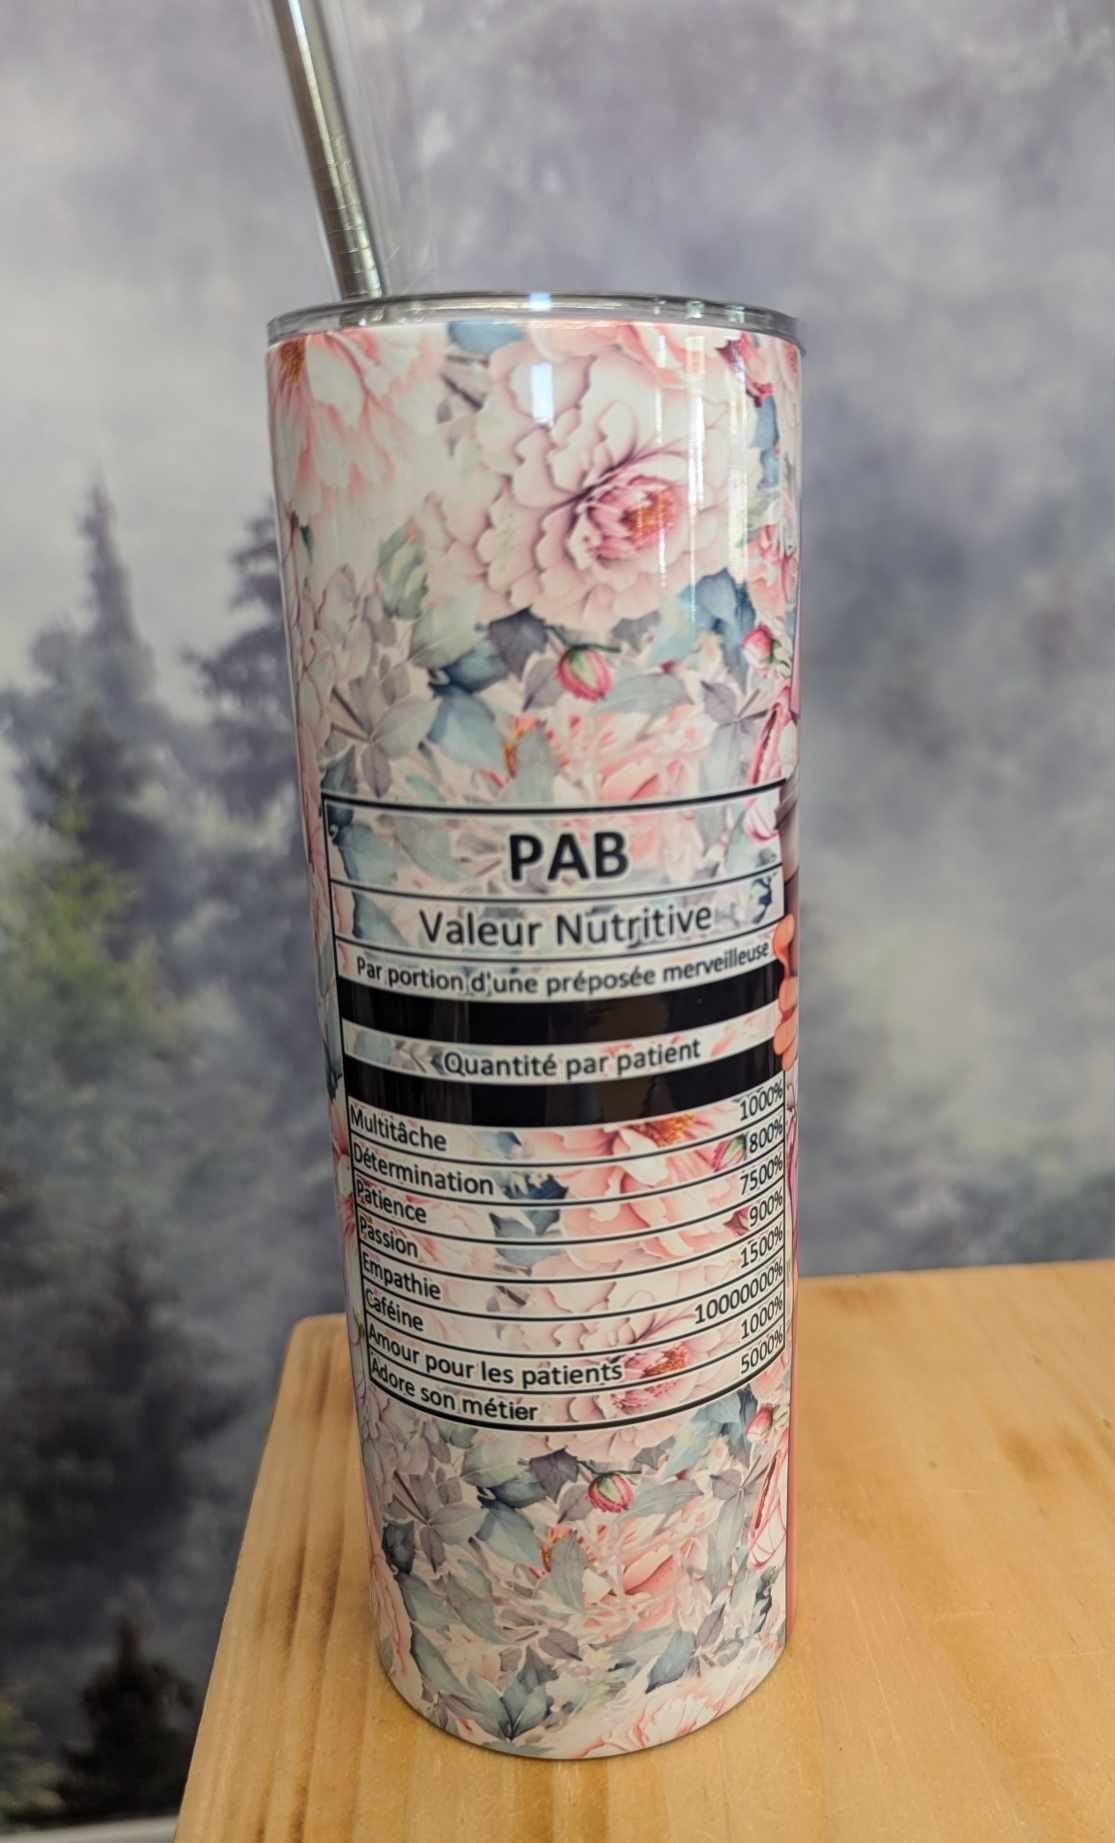 PAB
Valeur Nutritive
Par portion d'une préposée merveilleuse
Quantité par patient
Multitâche 1000%
Détermination 800%
Patience 7500%
Passion 900%
Empathie 1500%
Caféine 10000000%
Amour pour les patients 1000%
Adore son métier 5000%